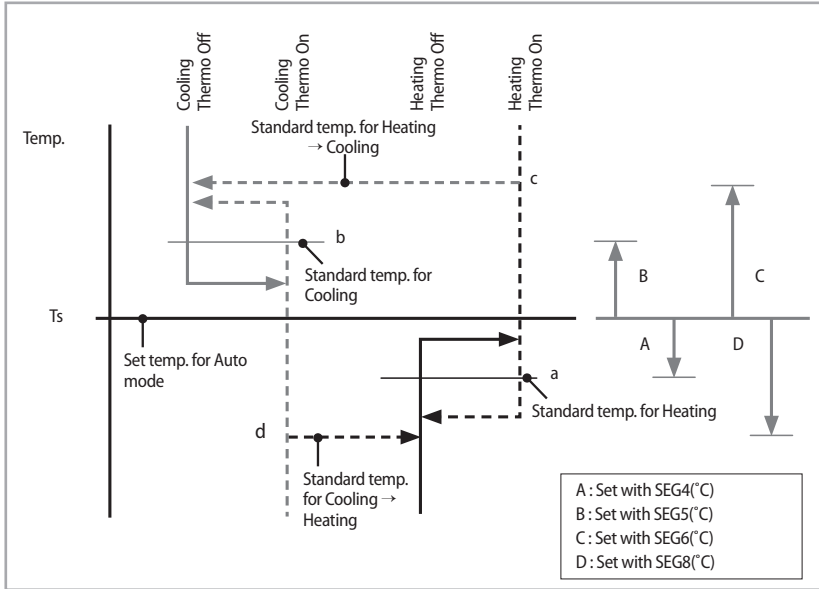 Cooling
Thermo Off
Cooling
Thermo On
Heating
Thermo Off
Heating
Thermo On
Temp.
Standard temp. for Heating
→ Cooling
c
b
Standard temp. for
Cooling
B
C
Ts
Set temp. for Auto
mode
A
D
a
Standard temp. for Heating
d
Standard temp.
for Cooling →
Heating
A : Set with SEG4(˚C)
B : Set with SEG5(˚C)
C : Set with SEG6(˚C)
D : Set with SEG8(˚C)